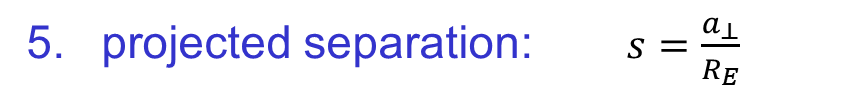 5. projected separation: s = a⊥/R_E